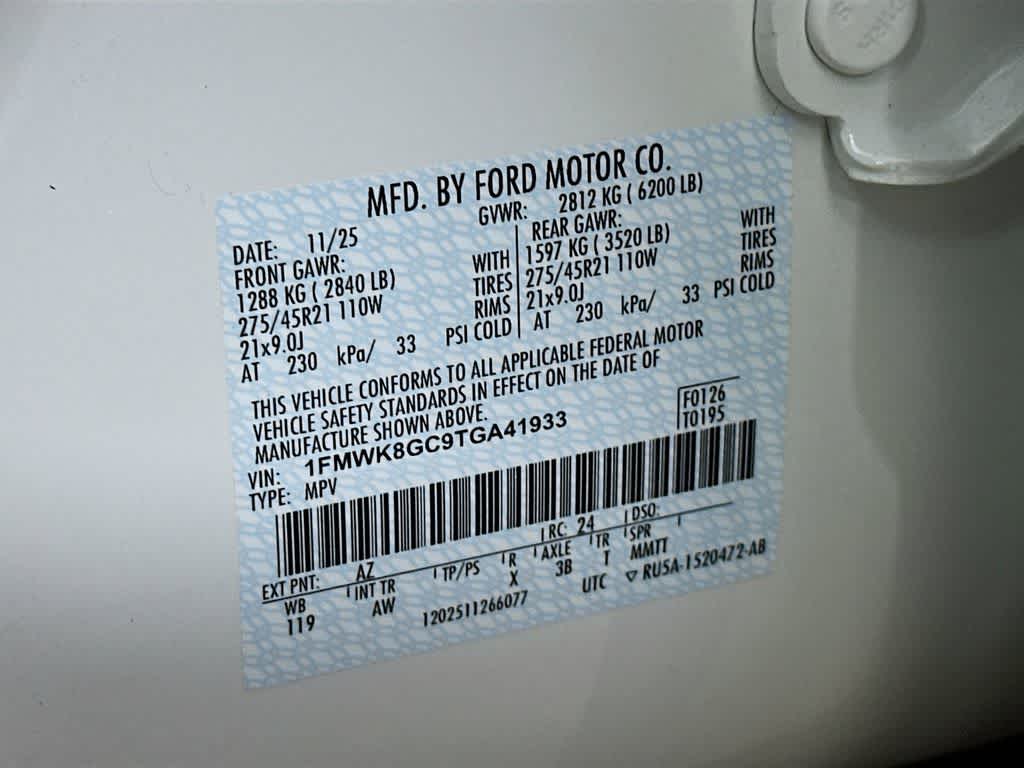 MFD. BY FORD MOTOR CO.
DATE: 11/25 GVWR: 2812 KG ( 6200 LB)
FRONT GAWR: REAR GAWR:
1288 KG ( 2840 LB) WITH 1597 KG ( 3520 LB) WITH
275/45R21 110W TIRES 275/45R21 110W TIRES
21x9.0J RIMS 21x9.0J RIMS
AT 230 kPa/ 33 PSI COLD AT 230 kPa/ 33 PSI COLD
THIS VEHICLE CONFORMS TO ALL APPLICABLE FEDERAL MOTOR
VEHICLE SAFETY STANDARDS IN EFFECT ON THE DATE OF
MANUFACTURE SHOWN ABOVE.
VIN: 1FMWK8GC9TGA41933 F0126
TYPE: MPV T0195
EXT PNT: AZ RC: 24 DSO:
WB INT TR TP/PS R AXLE TR SPR
119 AW X 3B T MMTT
1202511266077 UTC ▽ RU5A-1520472-AB